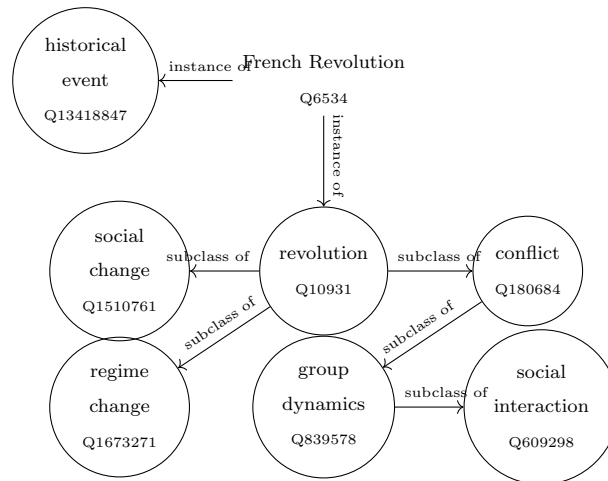 historical
event
Q13418847
instance of
French Revolution
Q6534
instance of
social
change
Q1510761
subclass of
revolution
Q10931
subclass of
conflict
Q180684
subclass of
subclass of
regime
change
Q1673271
group
dynamics
Q839578
subclass of
social
interaction
Q609298